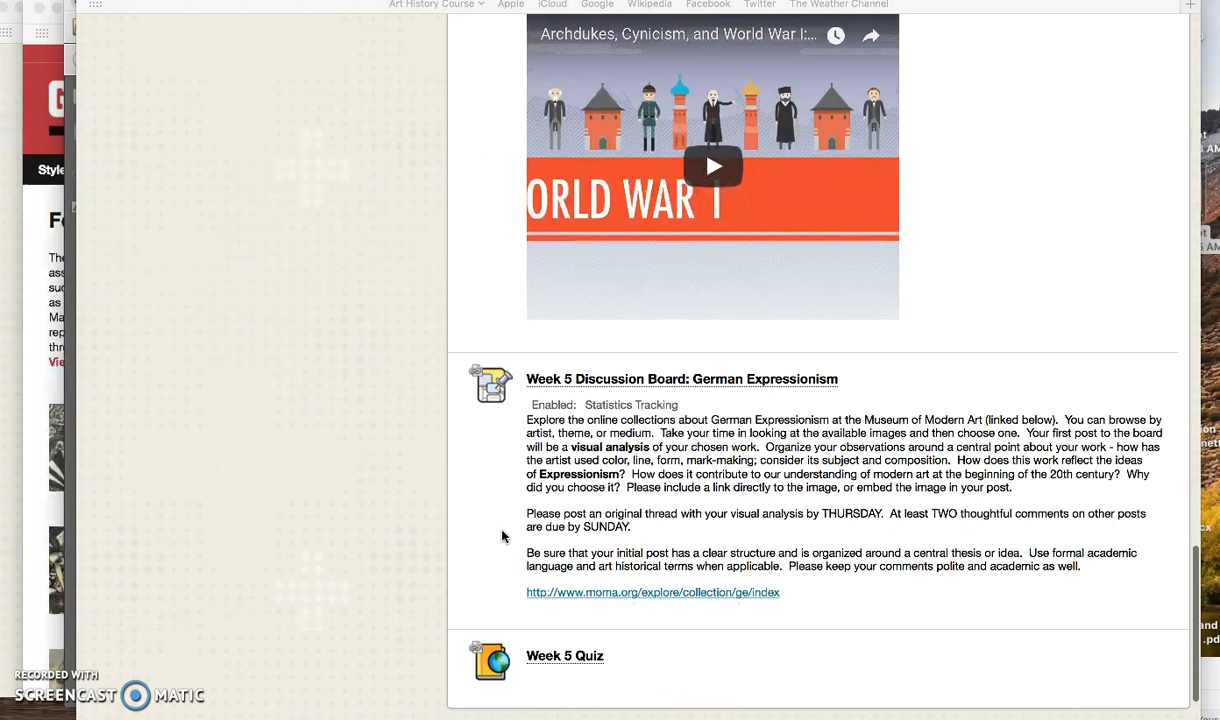 Art History Course Apple iCloud Google Wikipedia Facebook Twitter The Weather Channel
Archdukes, Cynicism, and World War I:...
ORLD WAR I
Style
The
ass
suc
as
Ma
rep
thr
Vie
Week 5 Discussion Board: German Expressionism
Enabled: Statistics Tracking
Explore the online collections about German Expressionism at the Museum of Modern Art (linked below). You can browse by
artist, theme, or medium. Take your time in looking at the available images and then choose one. Your first post to the board
will be a visual analysis of your chosen work. Organize your observations around a central point about your work - how has
the artist used color, line, form, mark-making; consider its subject and composition. How does this work reflect the ideas
of Expressionism? How does it contribute to our understanding of modern art at the beginning of the 20th century? Why
did you choose it? Please include a link directly to the image, or embed the image in your post.
Please post an original thread with your visual analysis by THURSDAY. At least TWO thoughtful comments on other posts
are due by SUNDAY.
Be sure that your initial post has a clear structure and is organized around a central thesis or idea. Use formal academic
language and art historical terms when applicable. Please keep your comments polite and academic as well.
http://www.moma.org/explore/collection/ge/index
Week 5 Quiz
RECORDED WITH
SCREENCAST MATIC
and
.pd